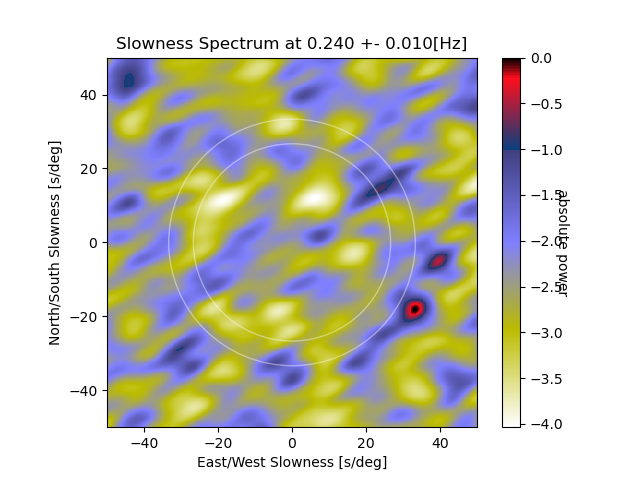 Slowness Spectrum at 0.240 +- 0.010[Hz]
North/South Slowness [s/deg]
40
20
0
−20
−40
−40 −20 0 20 40
East/West Slowness [s/deg]
0.0
−0.5
−1.0
−1.5
−2.0
−2.5
−3.0
−3.5
−4.0
absolute power